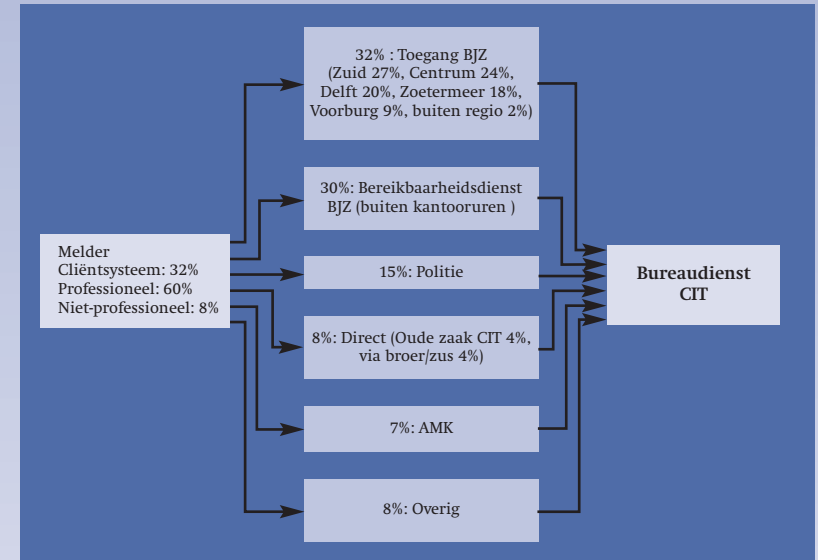 32% : Toegang BJZ
(Zuid 27%, Centrum 24%,
Delft 20%, Zoetermeer 18%,
Voorburg 9%, buiten regio 2%)
30%: Bereikbaarheidsdienst
BJZ (buiten kantooruren )
Melder
Cliëntsysteem: 32%
Professioneel: 60%
Niet-professioneel: 8%
15%: Politie
Bureaudienst
CIT
8%: Direct (Oude zaak CIT 4%,
via broer/zus 4%)
7%: AMK
8%: Overig